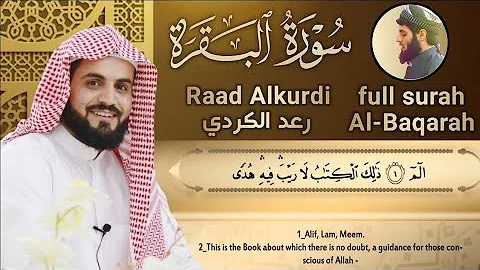 سُورَةُ الْبَقَرَةِ
Raad Alkurdi
رعد الكردي
full surah
Al-Baqarah
الٓمٓ ١ ذَٰلِكَ ٱلْكِتَٰبُ لَا رَيْبَ ۛ فِيهِ ۛ هُدًى
1_Alif, Lam, Meem.
2_This is the Book about which there is no doubt, a guidance for those con-
scious of Allah -